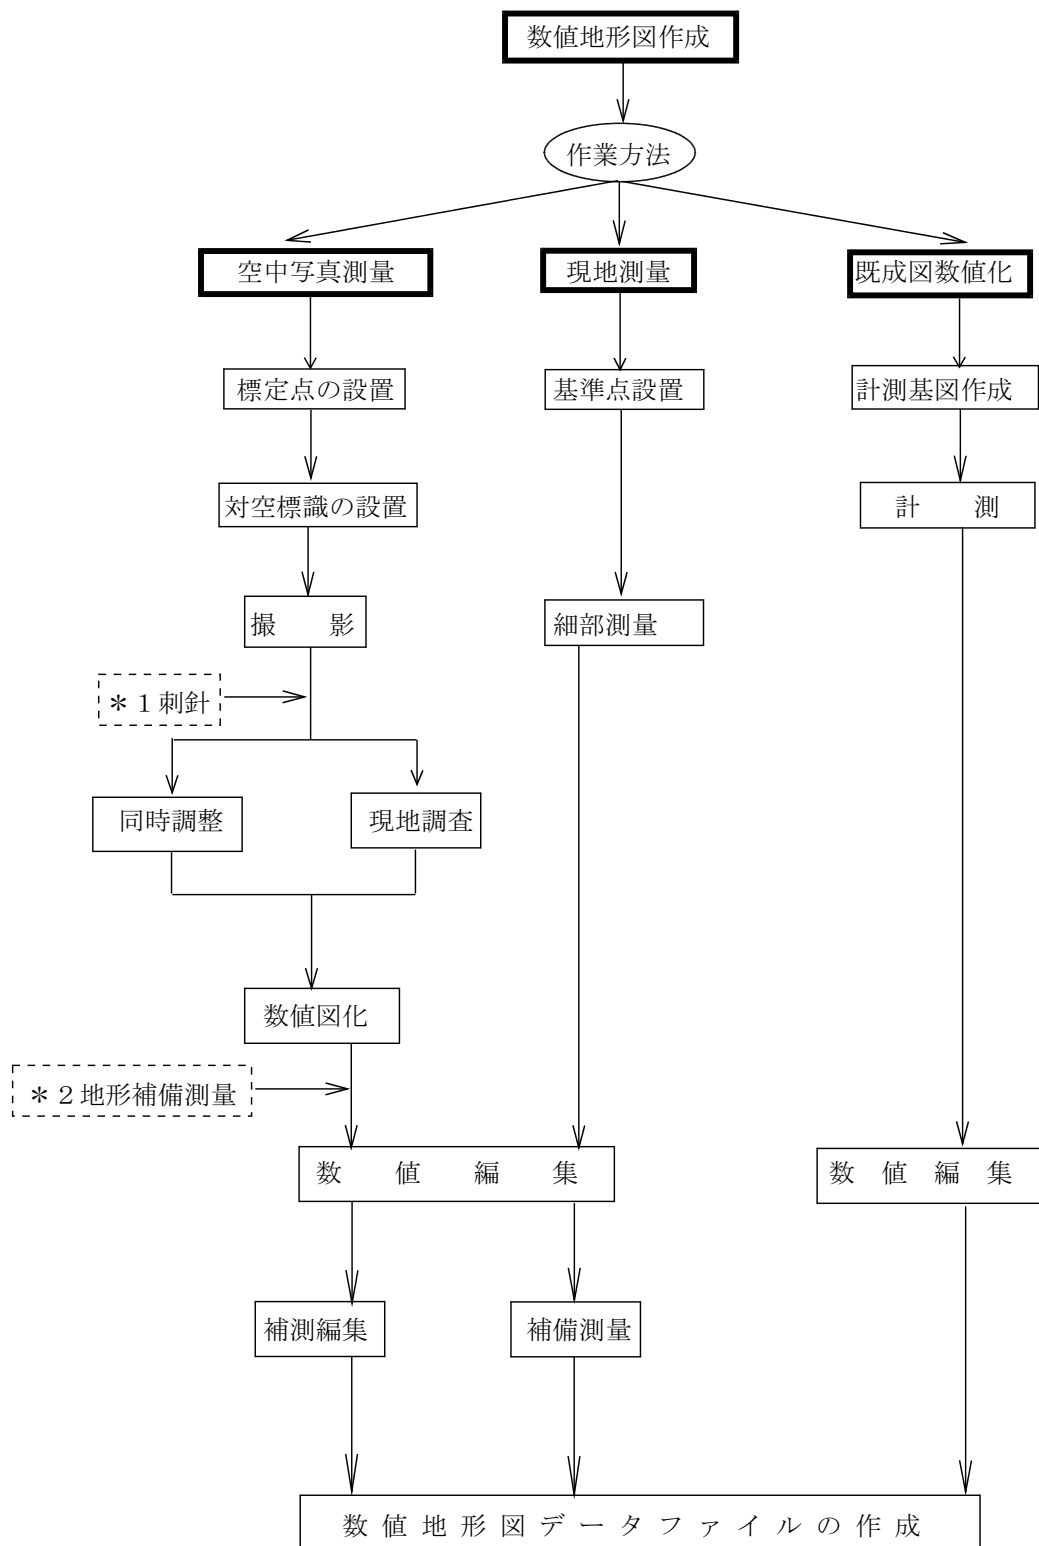 数値地形図作成
作業方法
空中写真測量
現地測量
既成図数値化
標定点の設置
基準点設置
計測基図作成
対空標識の設置
計 測
撮 影
細部測量
＊１刺針
同時調整
現地調査
数値図化
＊２地形補備測量
数 値 編 集
数 値 編 集
補測編集
補備測量
数値地形図データファイルの作成